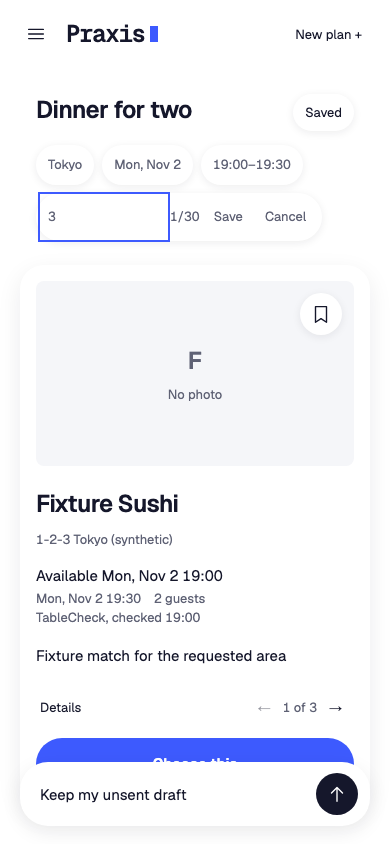 Praxis
New plan +
Dinner for two
Saved
Tokyo
Mon, Nov 2
19:00–19:30
3
1/30
Save
Cancel
F
No photo
Fixture Sushi
1-2-3 Tokyo (synthetic)
Available Mon, Nov 2 19:00
Mon, Nov 2 19:30 2 guests
TableCheck, checked 19:00
Fixture match for the requested area
Details
← 1 of 3 →
Choose this
Keep my unsent draft